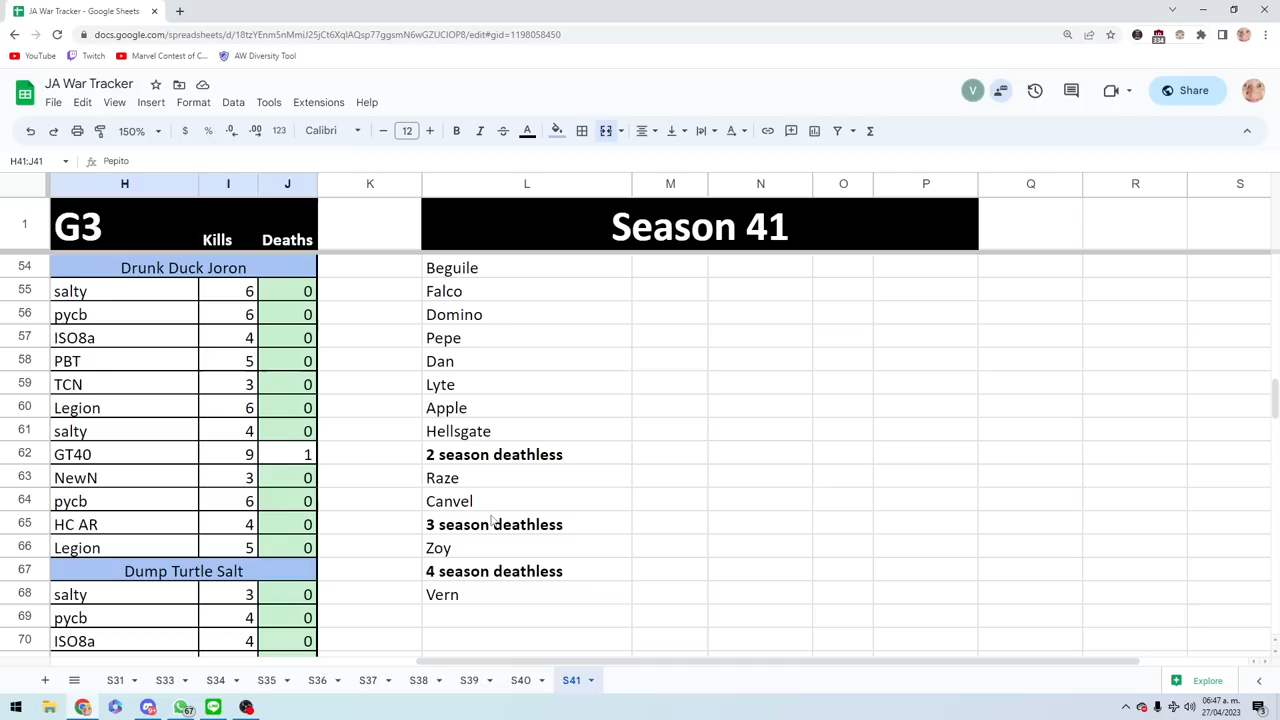 JA War Tracker - Google Sheets
docs.google.com/spreadsheets/d/18tzYEnm5nMmiJ25jCt6XqlAQsp77ggsmN6wGZUClOP8/edit#gid=1198058450
334
YouTube Twitch Marvel Contest of C... AW Diversity Tool
JA War Tracker
V
Share
File Edit View Insert Format Data Tools Extensions Help
150% $ % .0 .00 123 Calibri 12 B I A
H41:J41 fx Pepito
H I J K L M N O P Q R S
1 G3 Kills Deaths Season 41
54 Drunk Duck Joron Beguile
55 salty 6 0 Falco
56 pycb 6 0 Domino
57 ISO8a 4 0 Pepe
58 PBT 5 0 Dan
59 TCN 3 0 Lyte
60 Legion 6 0 Apple
61 salty 4 0 Hellsgate
62 GT40 9 1 2 season deathless
63 NewN 3 0 Raze
64 pycb 6 0 Canvel
65 HC AR 4 0 3 season deathless
66 Legion 5 0 Zoy
67 Dump Turtle Salt 4 season deathless
68 salty 3 0 Vern
69 pycb 4 0
70 ISO8a 4 0
S31 S33 S34 S35 S36 S37 S38 S39 S40 S41 Explore
67
06:47 a. m.
27/04/2023
3